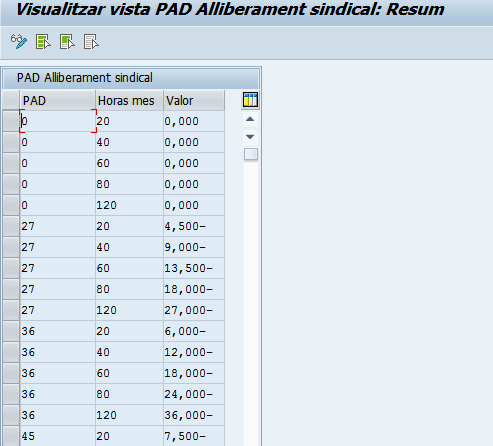 Visualitzar vista PAD Alliberament sindical: Resum
PAD Alliberament sindical
PAD Horas mes Valor
0 20 0,000
0 40 0,000
0 60 0,000
0 80 0,000
0 120 0,000
27 20 4,500-
27 40 9,000-
27 60 13,500-
27 80 18,000-
27 120 27,000-
36 20 6,000-
36 40 12,000-
36 60 18,000-
36 80 24,000-
36 120 36,000-
45 20 7,500-